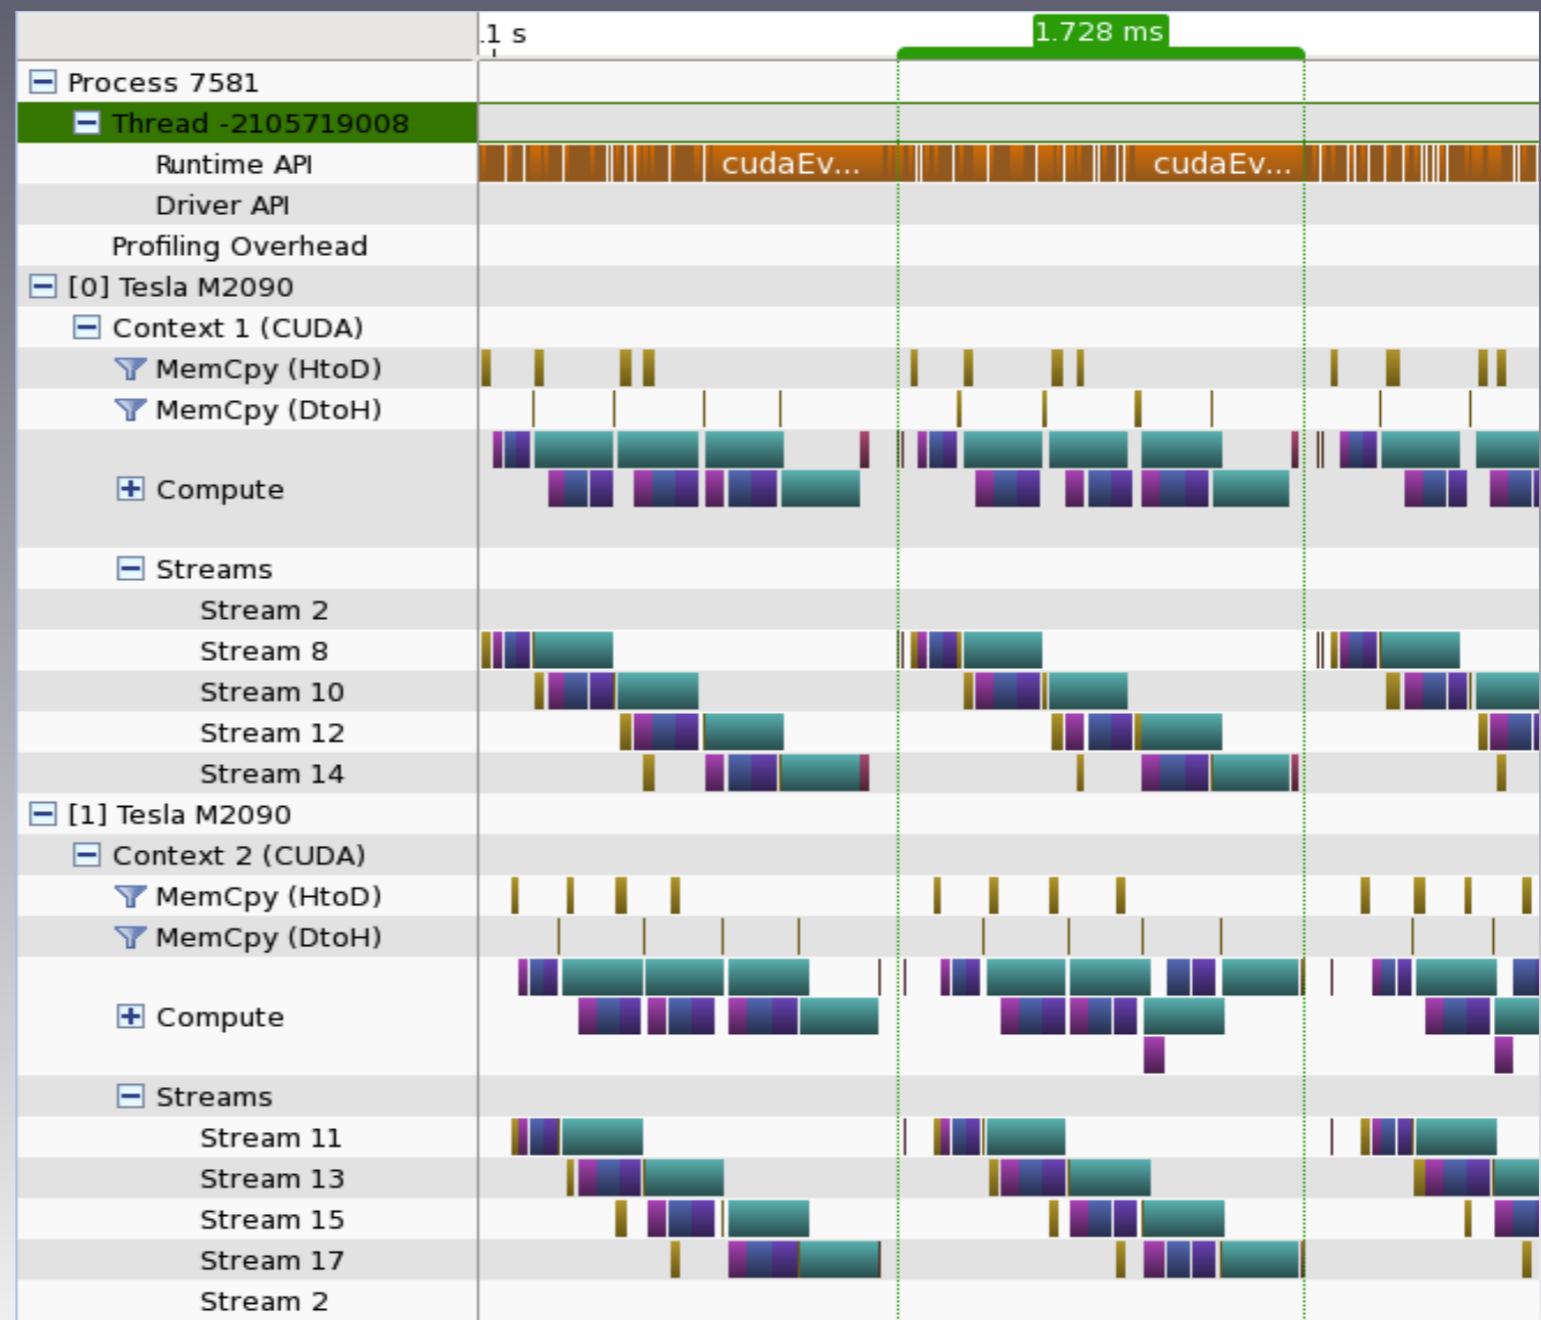 .1 s
1.728 ms
Process 7581
Thread -2105719008
Runtime API
cudaEv... cudaEv...
Driver API
Profiling Overhead
[0] Tesla M2090
Context 1 (CUDA)
MemCpy (HtoD)
MemCpy (DtoH)
Compute
Streams
Stream 2
Stream 8
Stream 10
Stream 12
Stream 14
[1] Tesla M2090
Context 2 (CUDA)
MemCpy (HtoD)
MemCpy (DtoH)
Compute
Streams
Stream 11
Stream 13
Stream 15
Stream 17
Stream 2